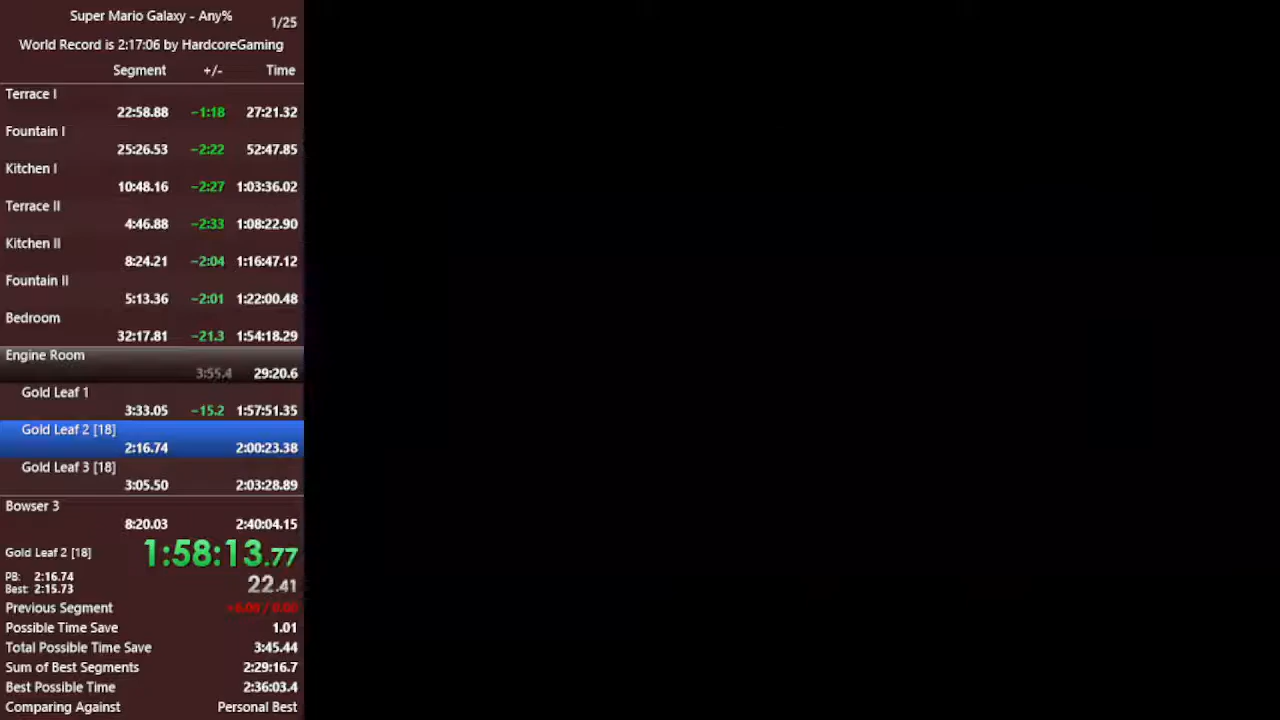 Super Mario Galaxy - Any%
1/25
World Record is 2:17:06 by HardcoreGaming
Segment +/- Time
Terrace I
22:58.88 −1:18 27:21.32
Fountain I
25:26.53 −2:22 52:47.85
Kitchen I
10:48.16 −2:27 1:03:36.02
Terrace II
4:46.88 −2:33 1:08:22.90
Kitchen II
8:24.21 −2:04 1:16:47.12
Fountain II
5:13.36 −2:01 1:22:00.48
Bedroom
32:17.81 −21.3 1:54:18.29
Engine Room
3:55.4 29:20.6
Gold Leaf 1
3:33.05 −15.2 1:57:51.35
Gold Leaf 2 [18]
2:16.74 2:00:23.38
Gold Leaf 3 [18]
3:05.50 2:03:28.89
Bowser 3
8:20.03 2:40:04.15
Gold Leaf 2 [18] 1:58:13.77
PB: 2:16.74 22.41
Best: 2:15.73
Previous Segment +6.09 / 0.00
Possible Time Save 1.01
Total Possible Time Save 3:45.44
Sum of Best Segments 2:29:16.7
Best Possible Time 2:36:03.4
Comparing Against Personal Best